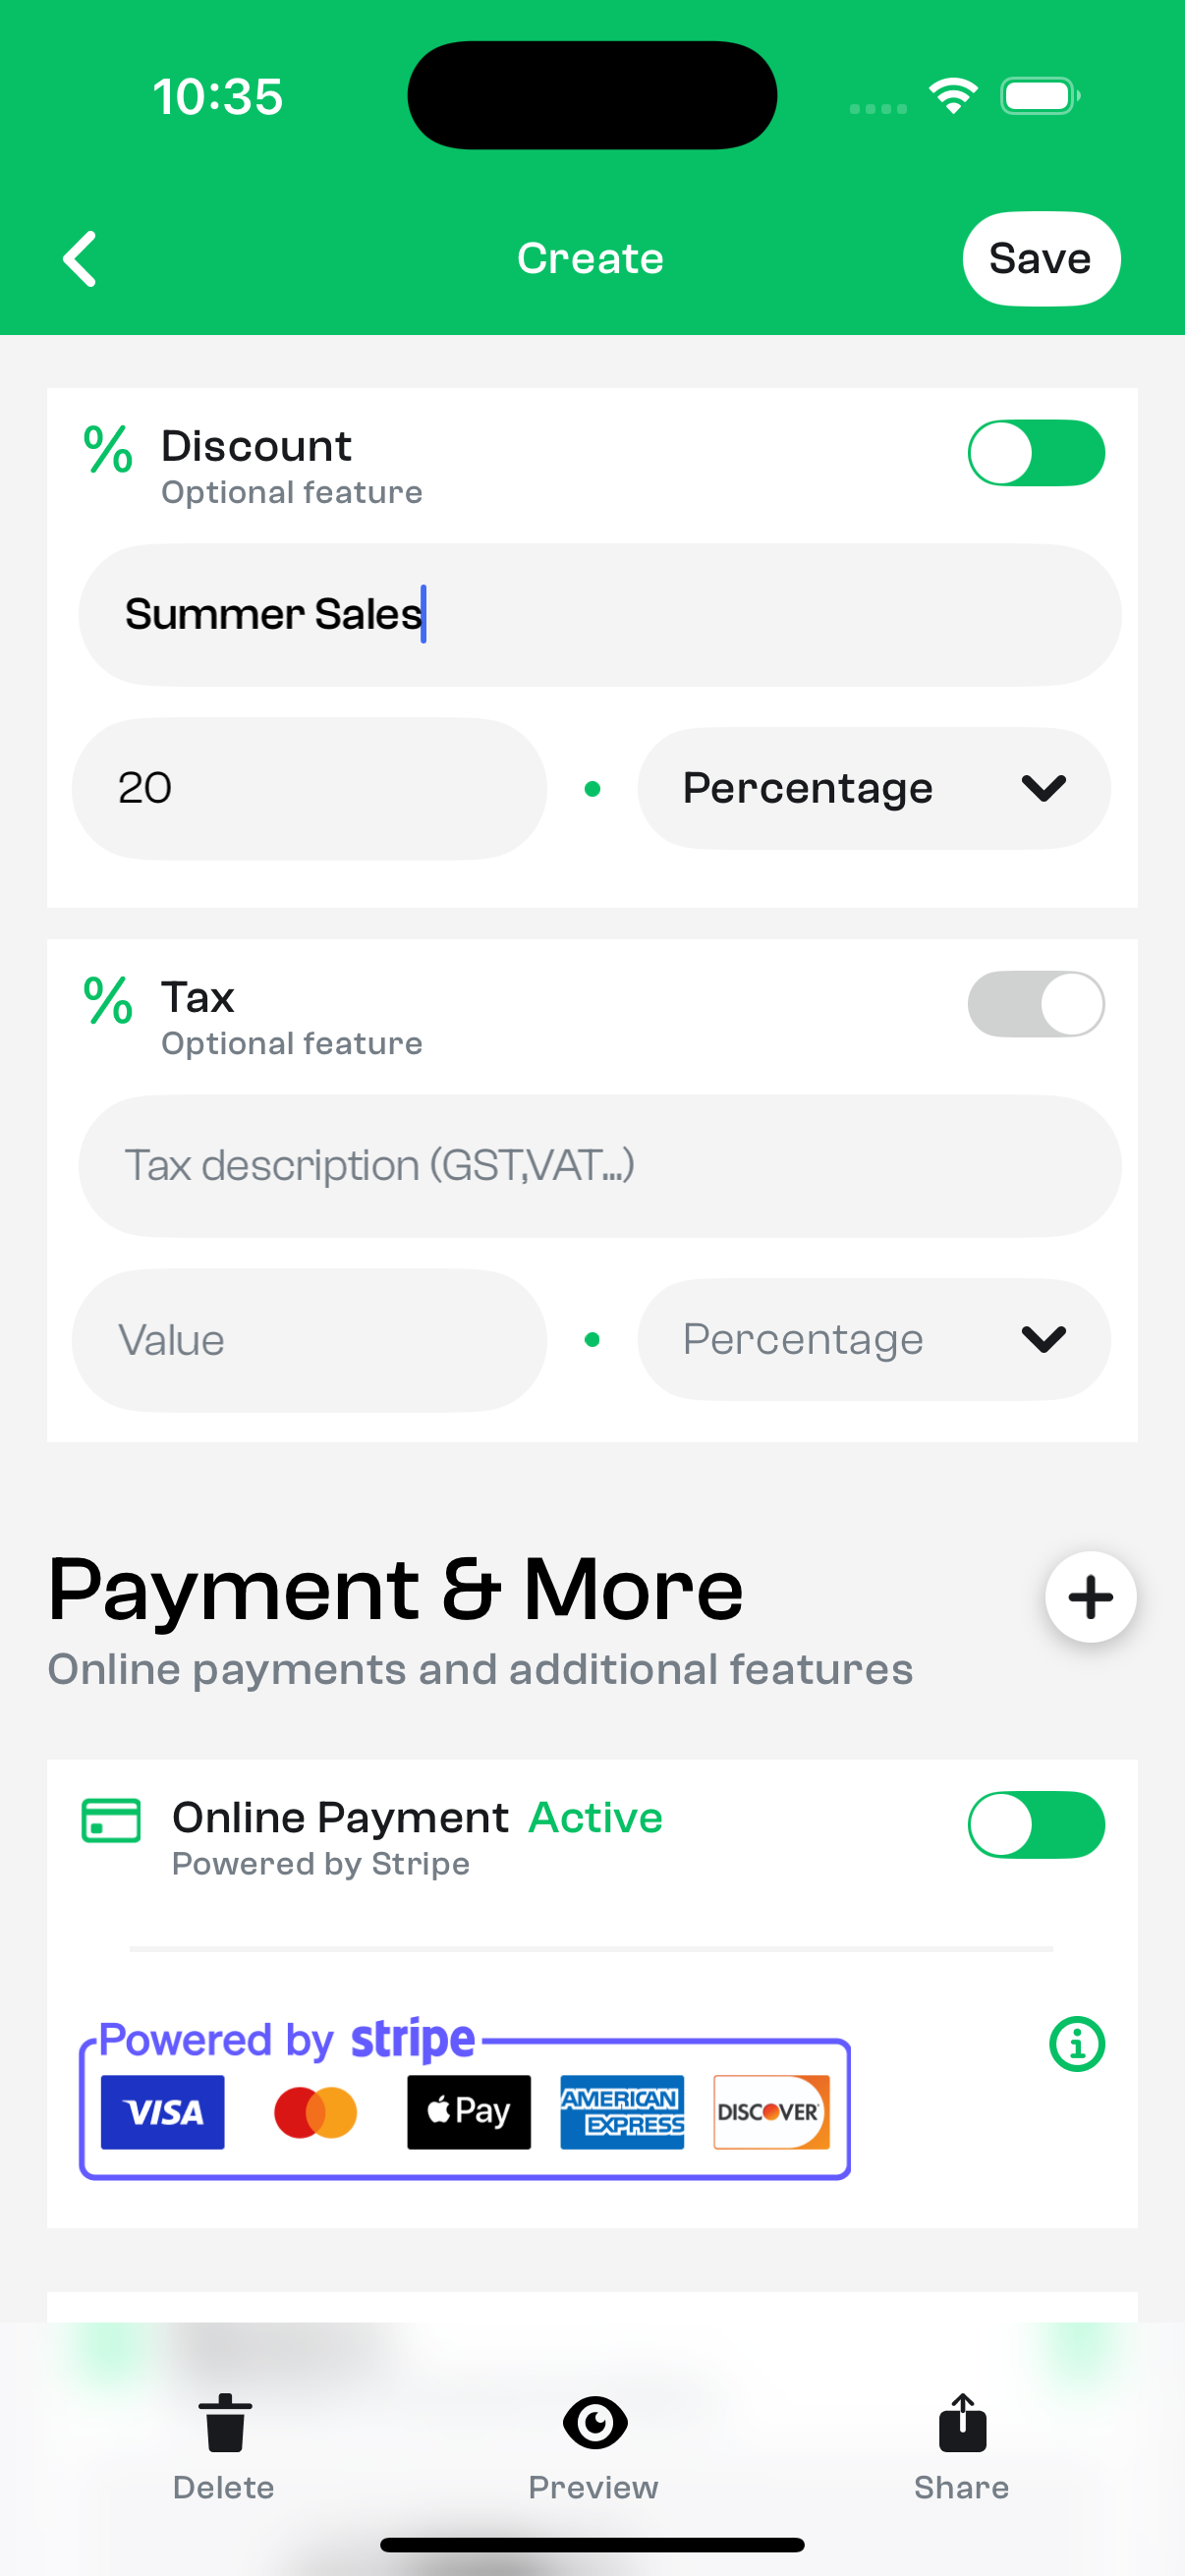 10:35
Create
Save
Discount
Optional feature
Summer Sales
20
Percentage
Tax
Optional feature
Tax description (GST,VAT...)
Value
Percentage
Payment & More
Online payments and additional features
Online Payment Active
Powered by Stripe
Powered by stripe
VISA
Pay
AMERICAN
EXPRESS
DISCOVER
Delete
Preview
Share